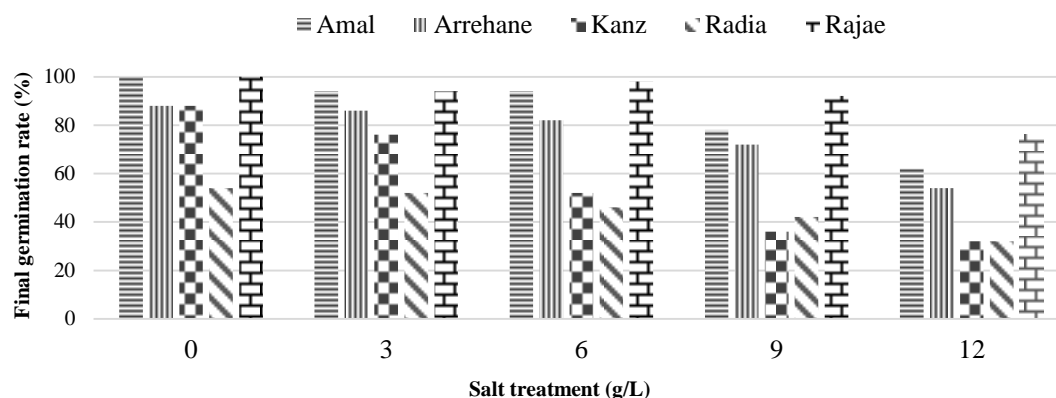 Amal Arrehane Kanz Radia Rajae
Final germination rate (%)
100
80
60
40
20
0
0 3 6 9 12
Salt treatment (g/L)